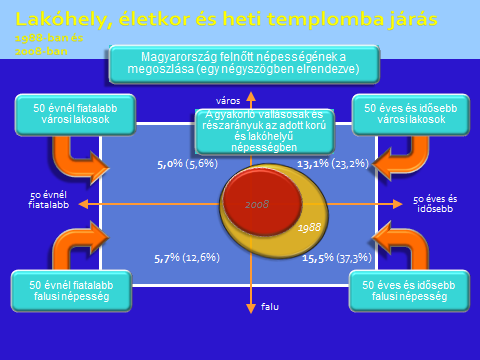 Lakóhely, életkor és heti templomba járás
1988-ban és
2008-ban
Magyarország felnőtt népességének a
megoszlása (egy négyszögben elrendezve)
50 évnél fiatalabb
városi lakosok
város
50 éves és idősebb
városi lakosok
A gyakorló vallásosak és
részarányuk az adott korú
és lakóhelyű
népességben
5,0% (5,6%)
13,1% (23,2%)
50 évnél
fiatalabb
2008
50 éves és
idősebb
1988
5,7% (12,6%)
15,5% (37,3%)
50 évnél fiatalabb
falusi népesség
falu
50 éves és idősebb
falusi népesség